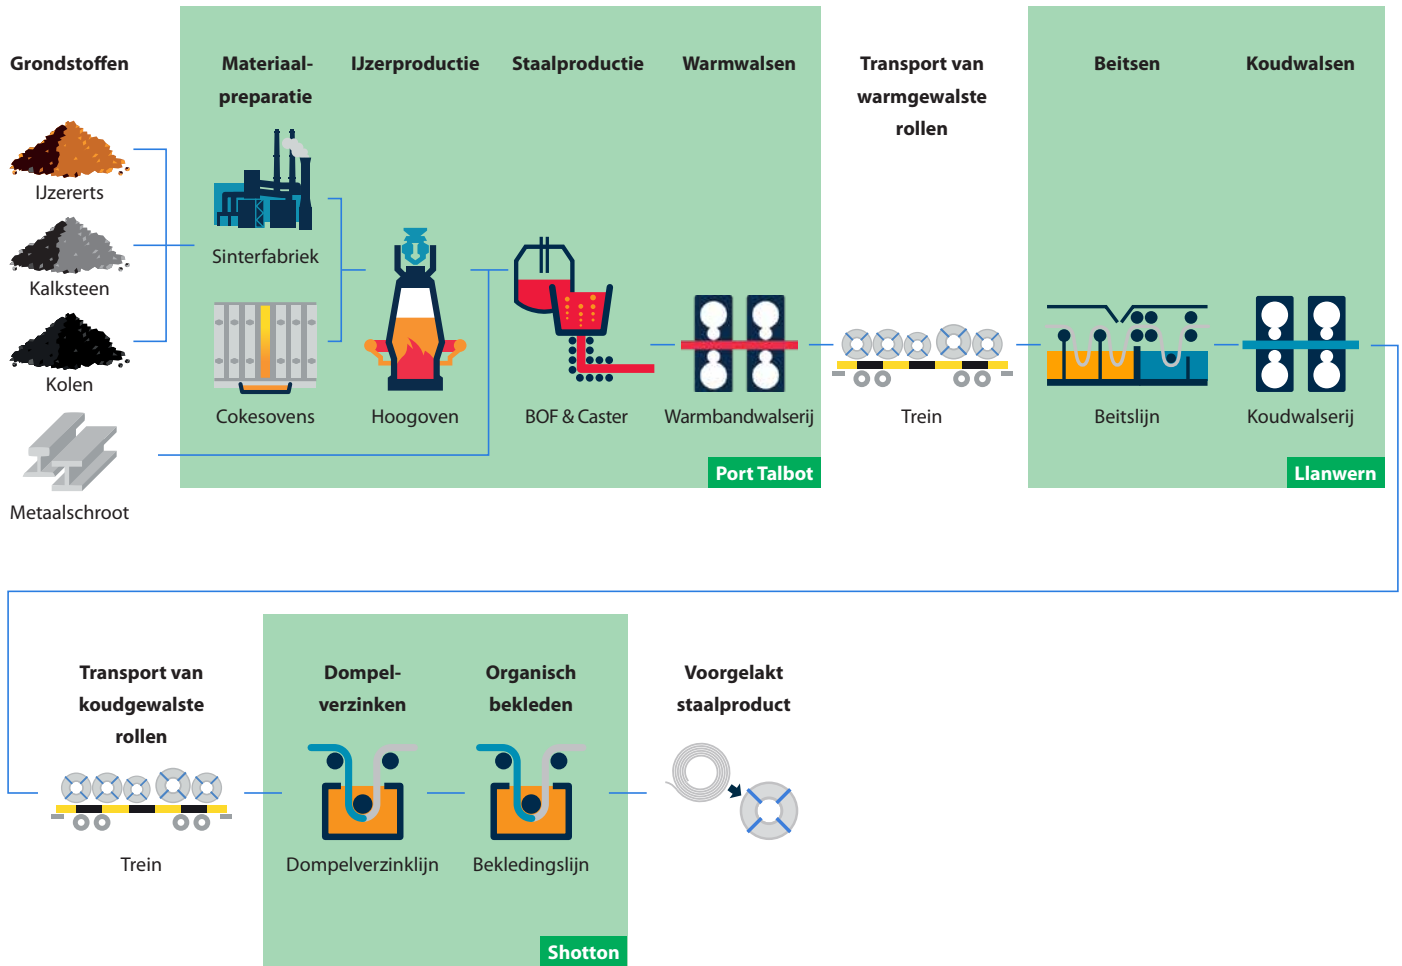 Grondstoffen
Materiaal-
preparatie
IJzerproductie
Staalproductie
Warmwalsen
Transport van
warmgewalste
rollen
Beitsen
Koudwalsen
IJzererts
Kalksteen
Kolen
Metaalschroot
Sinterfabriek
Cokesovens
Hoogoven
BOF & Caster
Warmbandwalserij
Trein
Beitslijn
Koudwalserij
Port Talbot
Llanwern
Transport van
koudgewalste
rollen
Dompel-
verzinken
Organisch
bekleden
Voorgelakt
staalproduct
Trein
Dompelverzinklijn
Bekledingslijn
Shotton